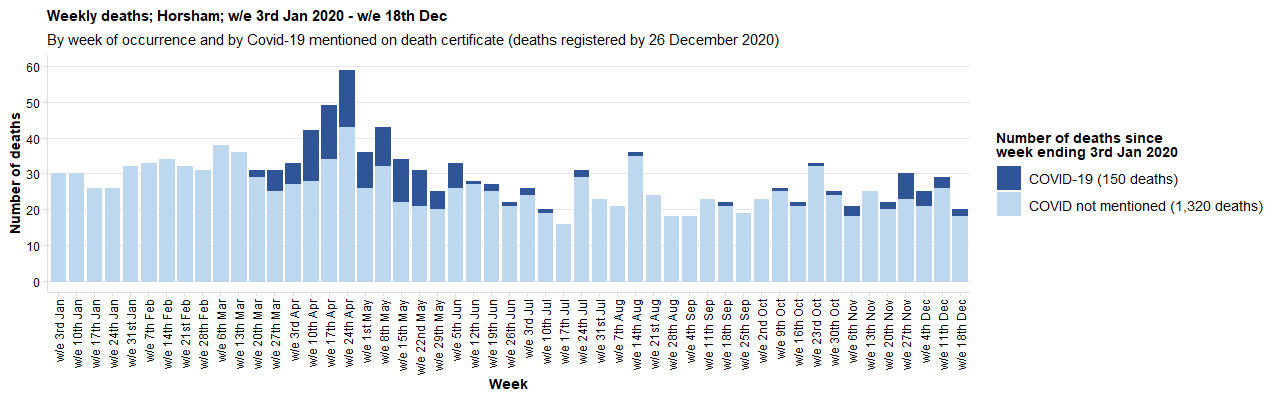 Weekly deaths; Horsham; w/e 3rd Jan 2020 - w/e 18th Dec
By week of occurrence and by Covid-19 mentioned on death certificate (deaths registered by 26 December 2020)
Number of deaths
60
50
40
30
20
10
0
w/e 3rd Jan
w/e 10th Jan
w/e 17th Jan
w/e 24th Jan
w/e 31st Jan
w/e 7th Feb
w/e 14th Feb
w/e 21st Feb
w/e 28th Feb
w/e 6th Mar
w/e 13th Mar
w/e 20th Mar
w/e 27th Mar
w/e 3rd Apr
w/e 10th Apr
w/e 17th Apr
w/e 24th Apr
w/e 1st May
w/e 8th May
w/e 15th May
w/e 22nd May
w/e 29th May
w/e 5th Jun
w/e 12th Jun
w/e 19th Jun
w/e 26th Jun
w/e 3rd Jul
w/e 10th Jul
w/e 17th Jul
w/e 24th Jul
w/e 31st Jul
w/e 7th Aug
w/e 14th Aug
w/e 21st Aug
w/e 28th Aug
w/e 4th Sep
w/e 11th Sep
w/e 18th Sep
w/e 25th Sep
w/e 2nd Oct
w/e 9th Oct
w/e 16th Oct
w/e 23rd Oct
w/e 30th Oct
w/e 6th Nov
w/e 13th Nov
w/e 20th Nov
w/e 27th Nov
w/e 4th Dec
w/e 11th Dec
w/e 18th Dec
Week
Number of deaths since
week ending 3rd Jan 2020
COVID-19 (150 deaths)
COVID not mentioned (1,320 deaths)